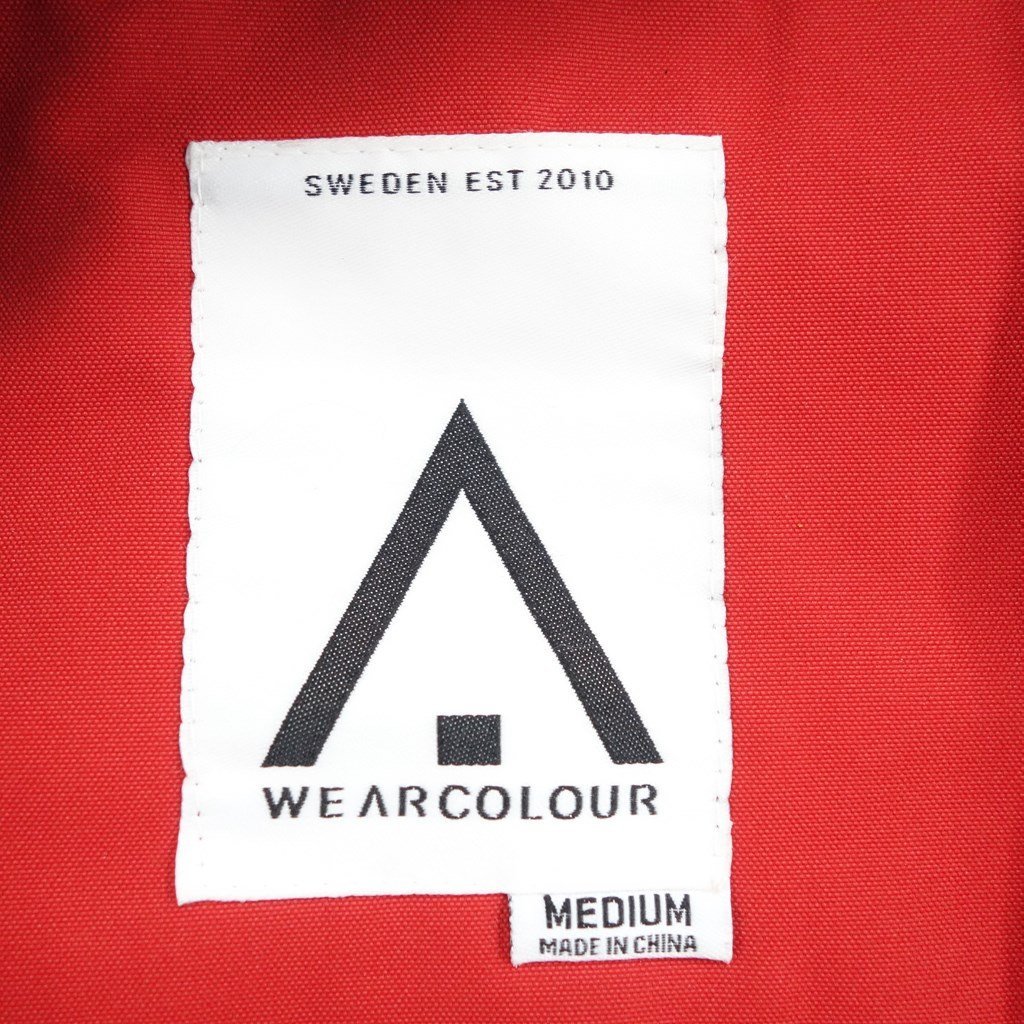 SWEDEN EST 2010
WEARCOLOUR
MEDIUM
MADE IN CHINA